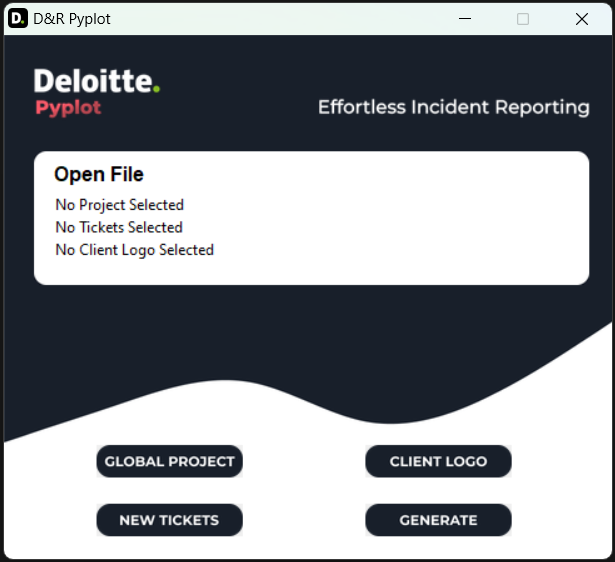 D. D&R Pyplot
Deloitte.
Pyplot
Effortless Incident Reporting
Open File
No Project Selected
No Tickets Selected
No Client Logo Selected
GLOBAL PROJECT
CLIENT LOGO
NEW TICKETS
GENERATE